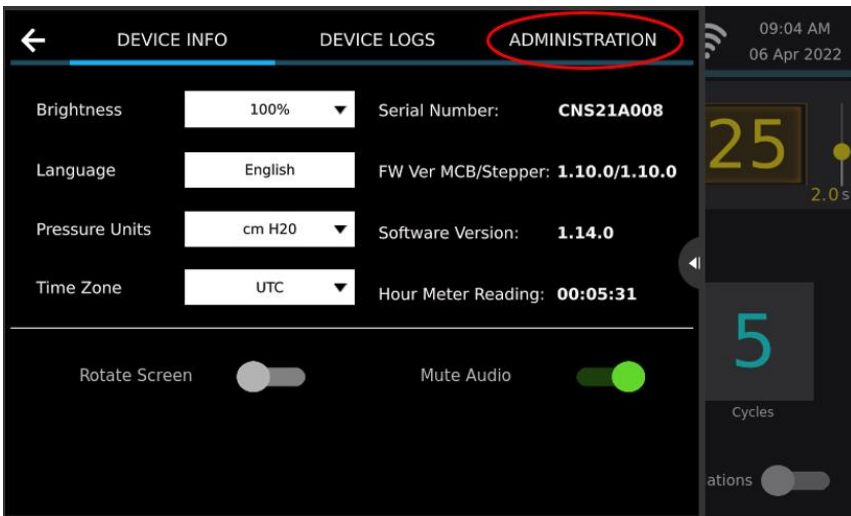 DEVICE INFO DEVICE LOGS ADMINISTRATION
09:04 AM
06 Apr 2022
Brightness 100% Serial Number: CNS21A008
Language English FW Ver MCB/Stepper: 1.10.0/1.10.0
Pressure Units cm H20 Software Version: 1.14.0
Time Zone UTC Hour Meter Reading: 00:05:31
Rotate Screen Mute Audio
25
2.0 s
5
Cycles
ations